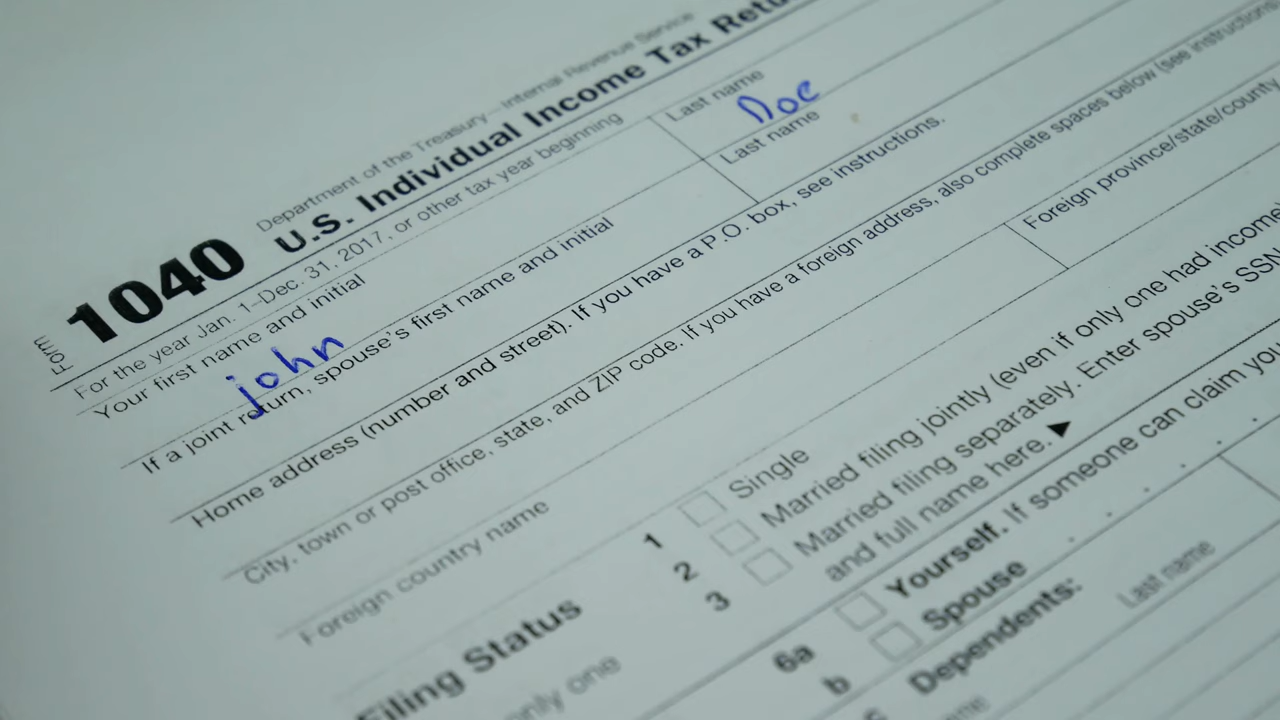 Department of the Treasury—Internal Revenue Service
Form 1040 U.S. Individual Income Tax Retu
For the year Jan. 1–Dec. 31, 2017, or other tax year beginning
Your first name and initial Last name
john Doe
If a joint return, spouse's first name and initial Last name
Home address (number and street). If you have a P.O. box, see instructions.
City, town or post office, state, and ZIP code. If you have a foreign address, also complete spaces below (see instructions
Foreign country name Foreign province/state/county
Filing Status
only one
1 Single
2 Married filing jointly (even if only one had income
3 Married filing separately. Enter spouse's SSN
and full name here. ▶
6a Yourself. If someone can claim you
b Spouse
c Dependents:
name Last name